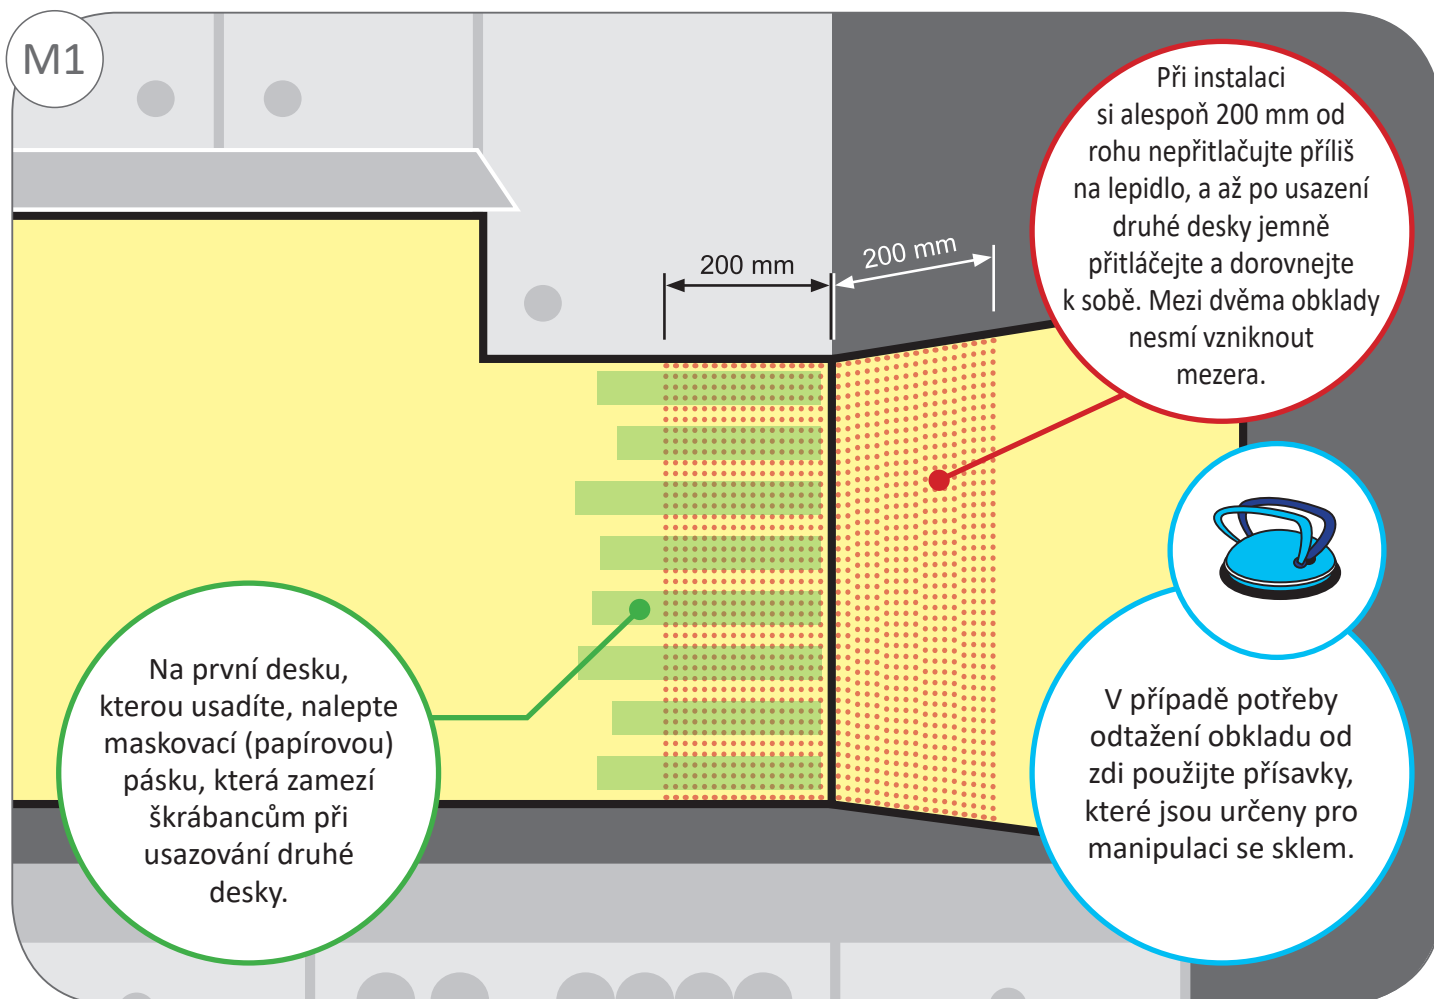 M1
Při instalaci
si alespoň 200 mm od
rohu nepřitlačujte příliš
na lepidlo, a až po usazení
druhé desky jemně
přitláčejte a dorovnejte
k sobě. Mezi dvěma obklady
nesmí vzniknout
mezera.
200 mm
200 mm
Na první desku,
kterou usadíte, nalepte
maskovací (papírovou)
pásku, která zamezí
škrábancům při
usazování druhé
desky.
V případě potřeby
odtažení obkladu od
zdi použijte přísavky,
které jsou určeny pro
manipulaci se sklem.